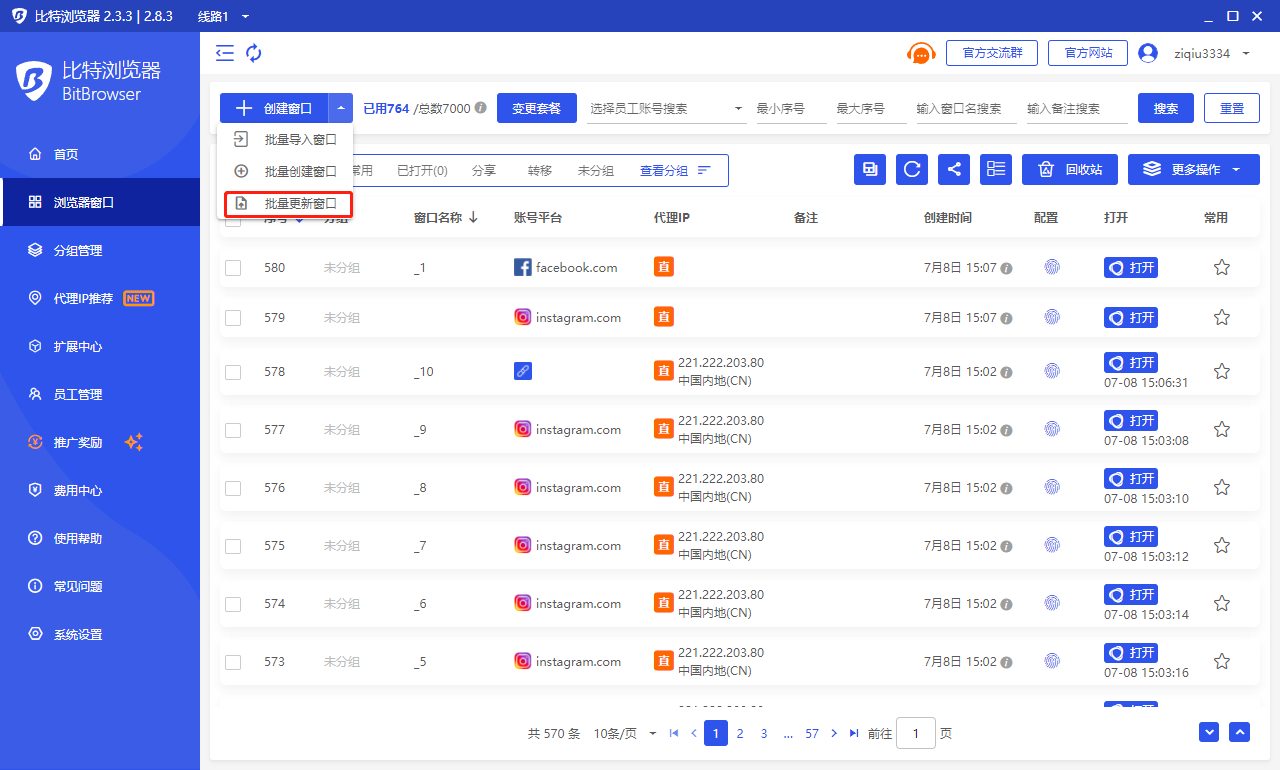 比特浏览器 2.3.3 | 2.8.3 线路1
比特浏览器
BitBrowser
首页
浏览器窗口
分组管理
代理IP推荐 NEW
扩展中心
员工管理
推广奖励
费用中心
使用帮助
常见问题
系统设置
官方交流群 官方网站 ziqiu3334
创建窗口 已用764 /总数7000 变更套餐 选择员工账号搜索 最小序号 最大序号 输入窗口名搜索 输入备注搜索 搜索 重置
批量导入窗口
批量创建窗口
批量更新窗口
常用 已打开(0) 分享 转移 未分组 查看分组 回收站 更多操作
序号 分组 窗口名称 账号平台 代理IP 备注 创建时间 配置 打开 常用
580 未分组 _1 facebook.com 直 7月8日 15:07 打开
579 未分组 instagram.com 直 7月8日 15:07 打开
578 未分组 _10 直 221.222.203.80 7月8日 15:02 打开
中国内地(CN) 07-08 15:06:31
577 未分组 _9 instagram.com 直 221.222.203.80 7月8日 15:02 打开
中国内地(CN) 07-08 15:03:08
576 未分组 _8 instagram.com 直 221.222.203.80 7月8日 15:02 打开
中国内地(CN) 07-08 15:03:10
575 未分组 _7 instagram.com 直 221.222.203.80 7月8日 15:02 打开
中国内地(CN) 07-08 15:03:12
574 未分组 _6 instagram.com 直 221.222.203.80 7月8日 15:02 打开
中国内地(CN) 07-08 15:03:14
573 未分组 _5 instagram.com 直 221.222.203.80 7月8日 15:02 打开
中国内地(CN) 07-08 15:03:16
共 570 条 10条/页 1 2 3 ... 57 前往 1 页